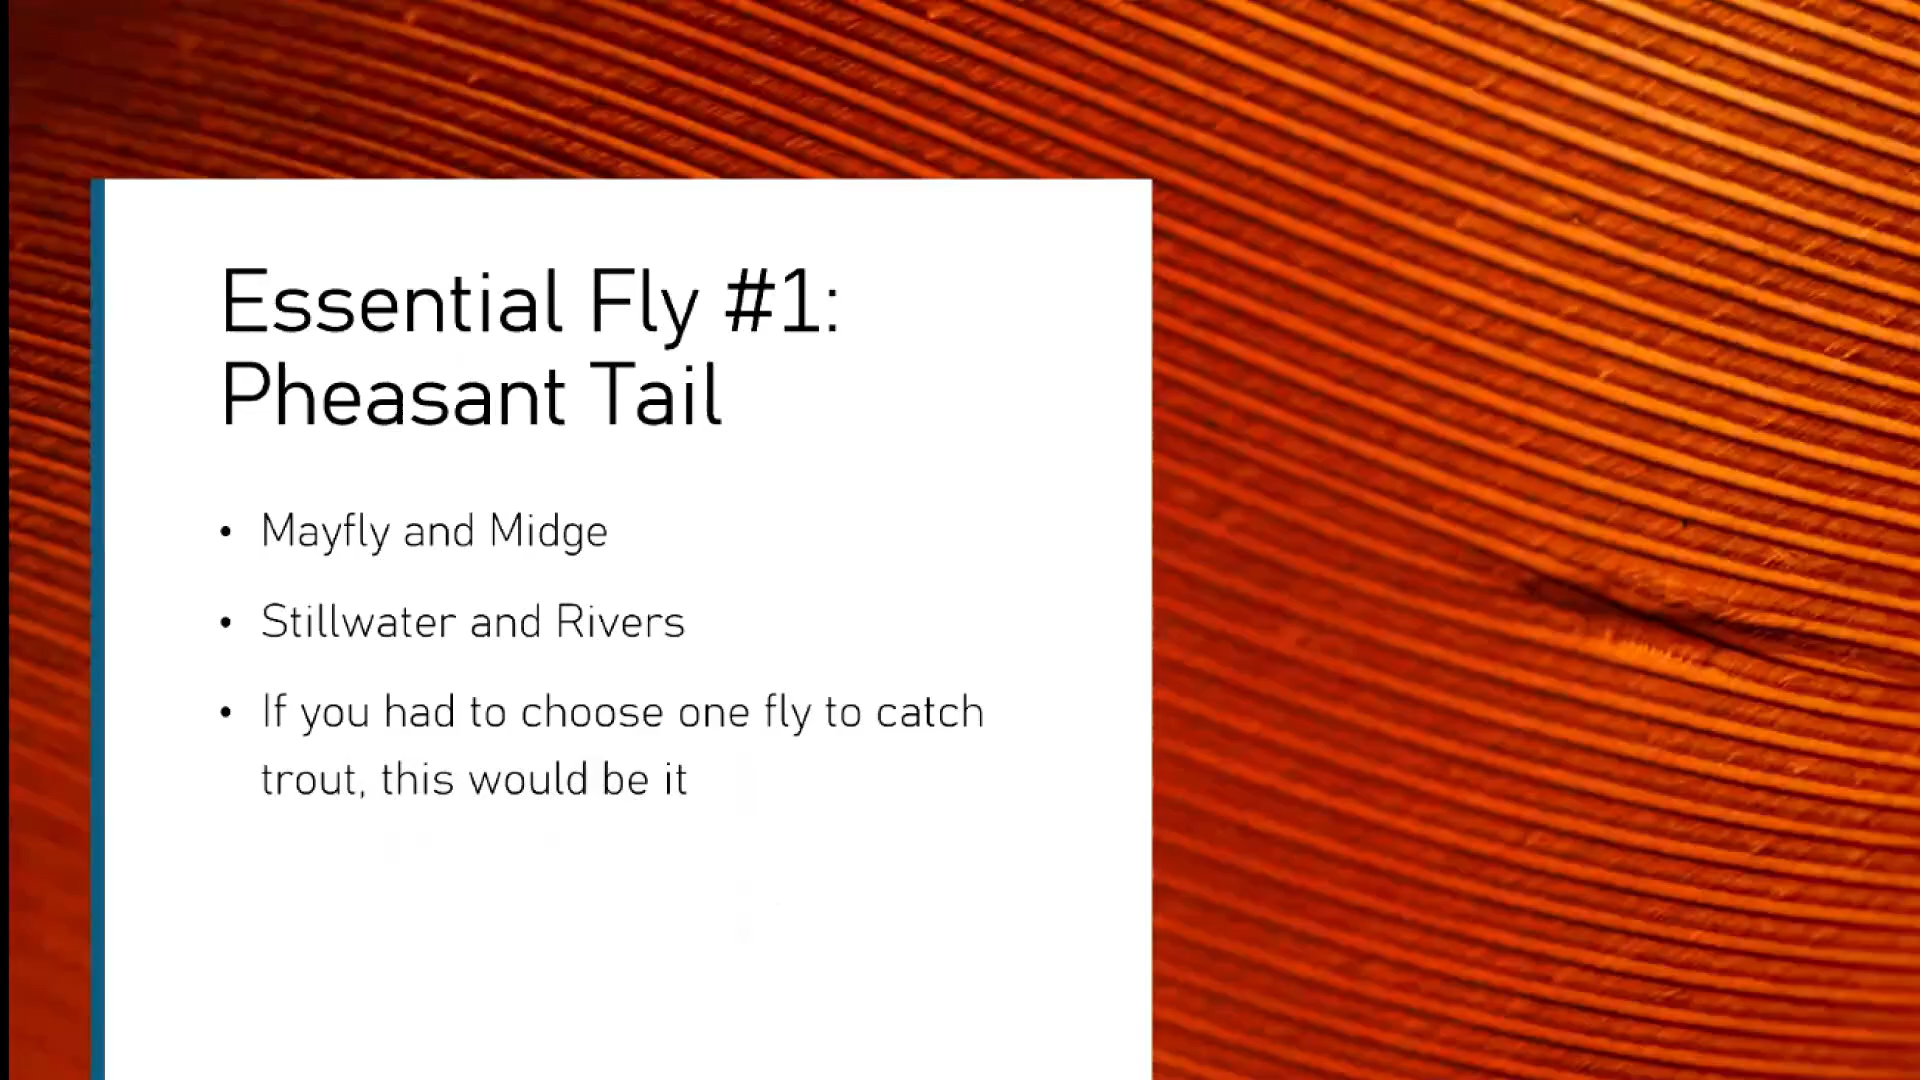 Essential Fly #1:
Pheasant Tail
• Mayfly and Midge
• Stillwater and Rivers
• If you had to choose one fly to catch
trout, this would be it